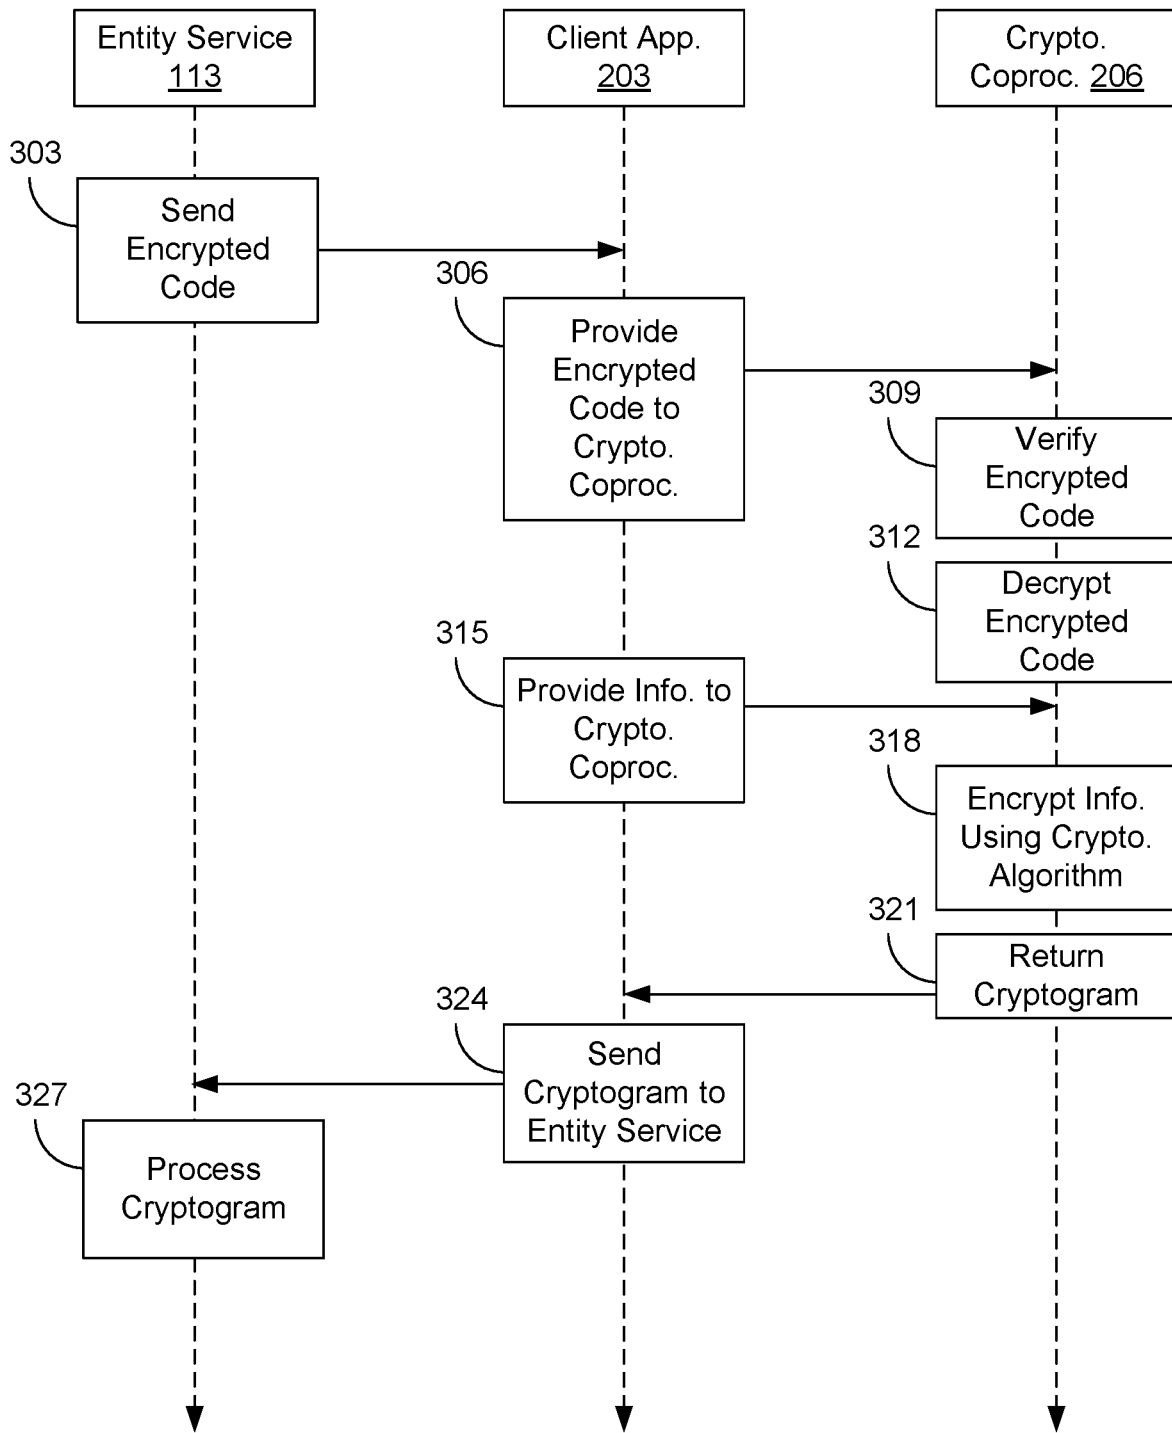 Entity Service
113
Client App.
203
Crypto.
Coproc. 206
303
Send
Encrypted
Code
306
Provide
Encrypted
Code to
Crypto.
Coproc.
309
Verify
Encrypted
Code
312
Decrypt
Encrypted
Code
315
Provide Info. to
Crypto.
Coproc.
318
Encrypt Info.
Using Crypto.
Algorithm
321
Return
Cryptogram
324
Send
Cryptogram to
Entity Service
327
Process
Cryptogram